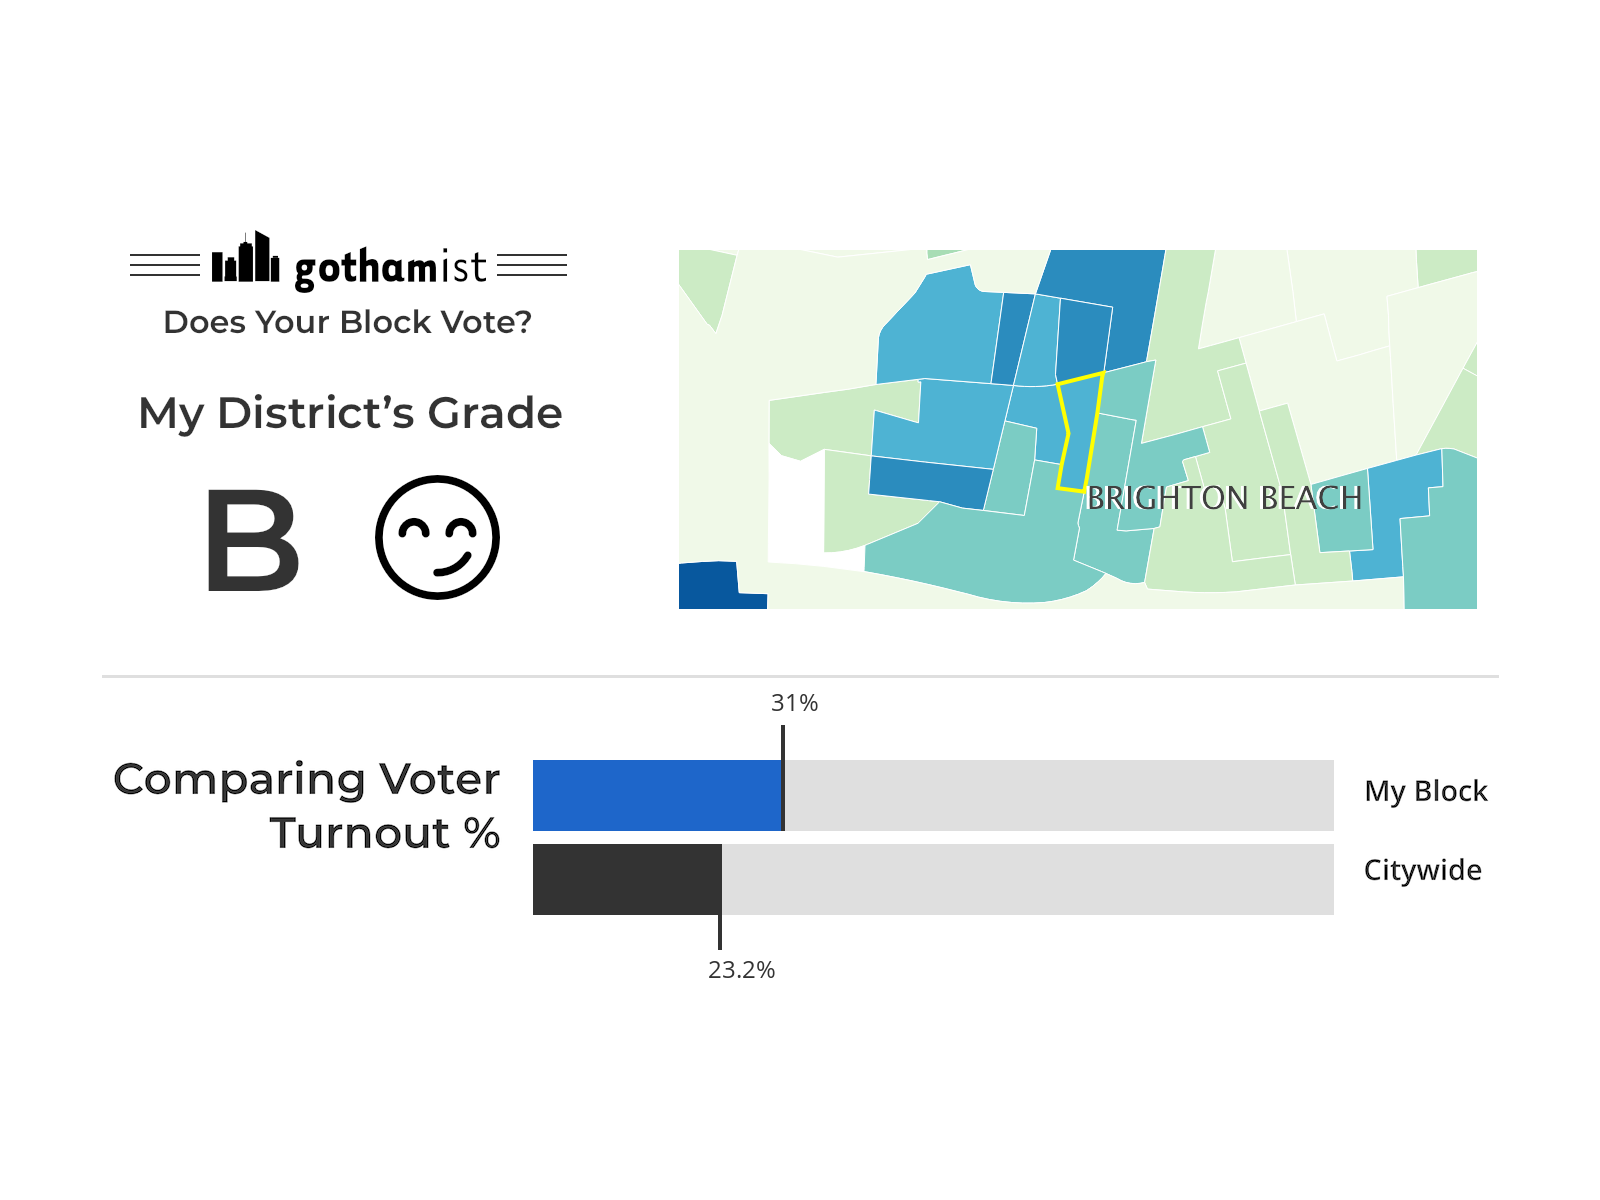 gothamist
Does Your Block Vote?
My District’s Grade
B
BRIGHTON BEACH
31%
Comparing Voter
Turnout %
My Block
Citywide
23.2%